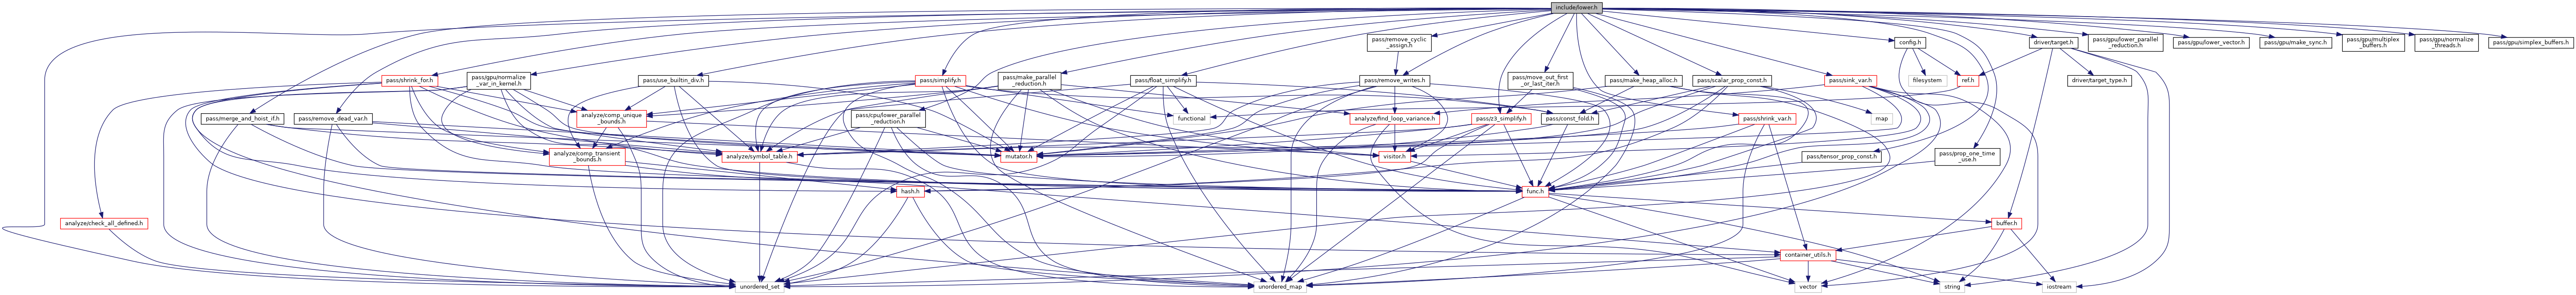 include/lower.h
pass/remove_cyclic
_assign.h
config.h
driver/target.h
pass/gpu/lower_parallel
_reduction.h
pass/gpu/lower_vector.h
pass/gpu/make_sync.h
pass/gpu/multiplex
_buffers.h
pass/gpu/normalize
_threads.h
pass/gpu/simplex_buffers.h
pass/shrink_for.h
pass/gpu/normalize
_var_in_kernel.h
pass/use_builtin_div.h
pass/simplify.h
pass/make_parallel
_reduction.h
pass/float_simplify.h
pass/remove_writes.h
pass/move_out_first
_or_last_iter.h
pass/make_heap_alloc.h
pass/scalar_prop_const.h
pass/sink_var.h
filesystem
ref.h
driver/target_type.h
pass/merge_and_hoist_if.h
pass/remove_dead_var.h
analyze/comp_unique
_bounds.h
pass/cpu/lower_parallel
_reduction.h
functional
analyze/find_loop_variance.h
pass/z3_simplify.h
pass/const_fold.h
pass/shrink_var.h
map
analyze/comp_transient
_bounds.h
analyze/symbol_table.h
mutator.h
visitor.h
pass/tensor_prop_const.h
pass/prop_one_time
_use.h
hash.h
func.h
analyze/check_all_defined.h
buffer.h
container_utils.h
unordered_set
unordered_map
vector
string
iostream